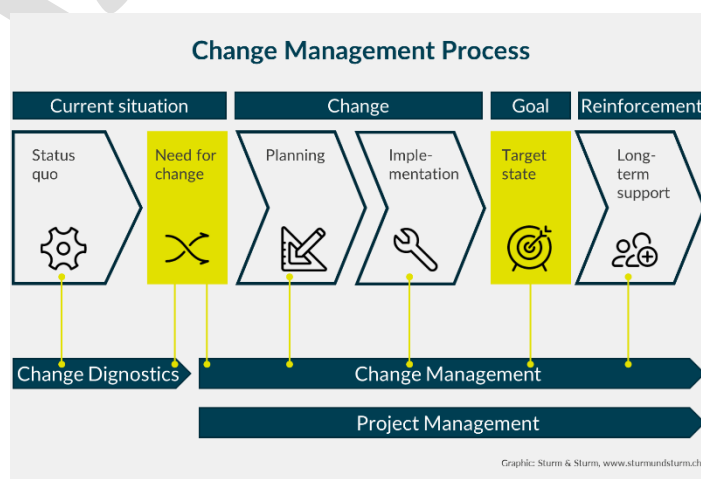 Change Management Process
Current situation
Change
Goal
Reinforcement
Status
quo
Need for
change
Planning
Imple-
mentation
Target
state
Long-
term
support
Change Dignostics
Change Management
Project Management
Graphic: Sturm & Sturm, www.sturmundsturm.ch